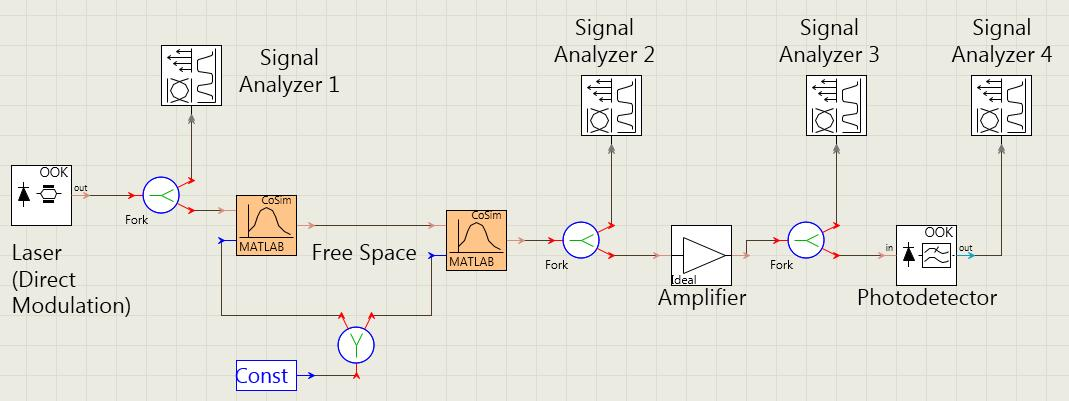 Signal
Analyzer 1
Signal
Analyzer 2
Signal
Analyzer 3
Signal
Analyzer 4
OOK
out
Fork
Laser
(Direct
Modulation)
CoSim
MATLAB
Free Space
CoSim
MATLAB
Fork
Ideal
Amplifier
Fork
in
OOK
out
Photodetector
Y
Const